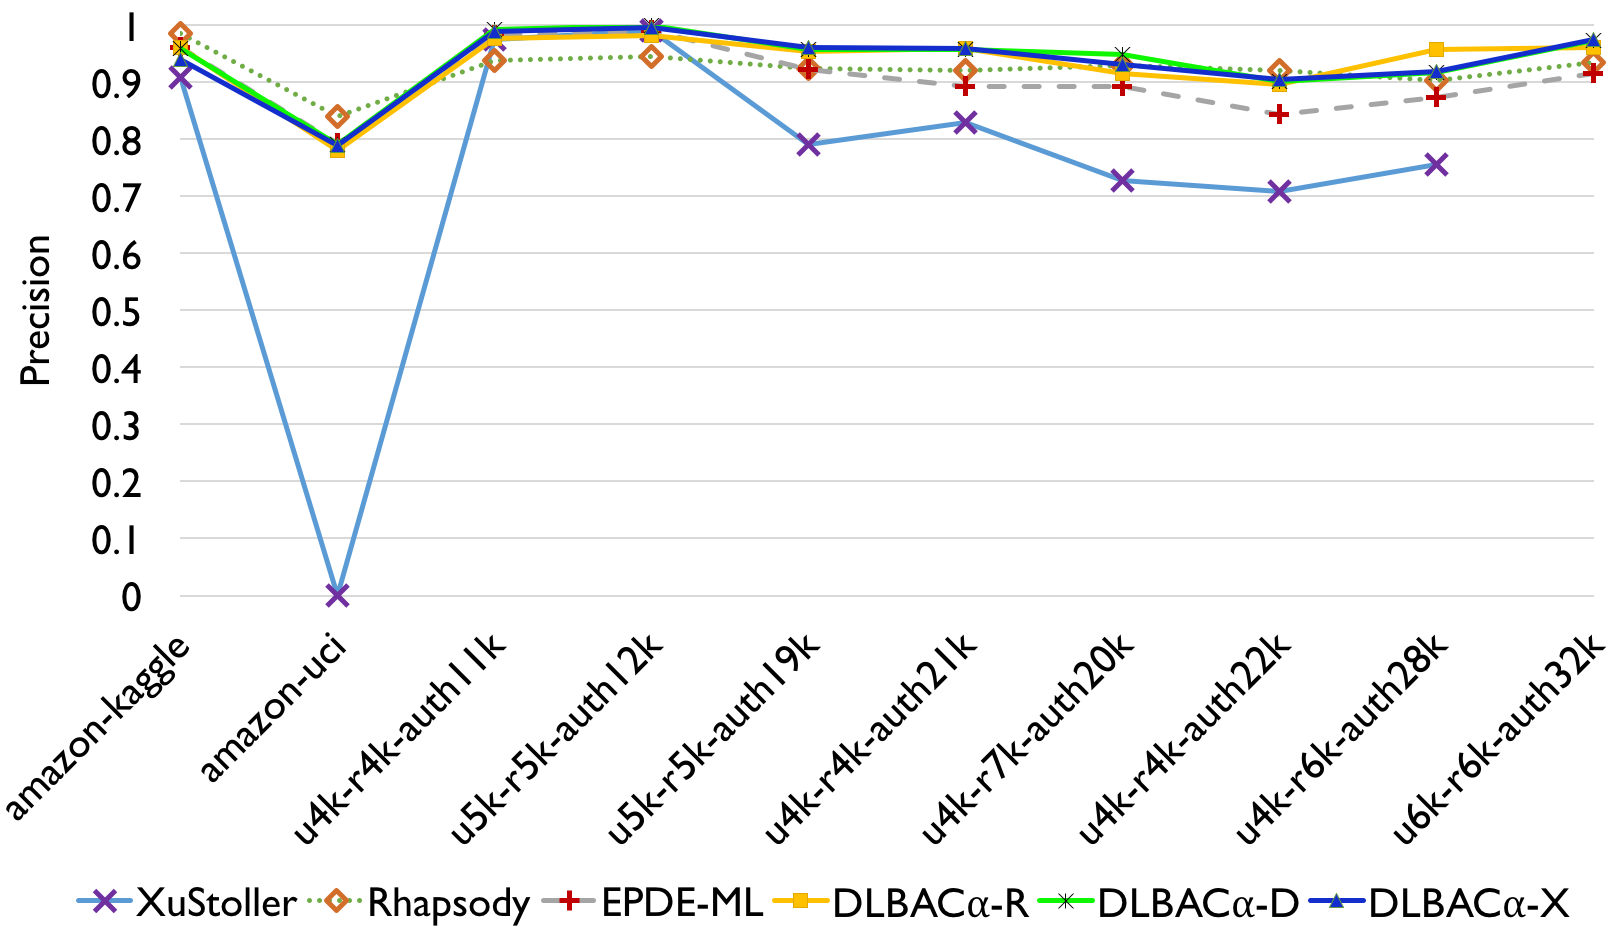 Precision
1
0.9
0.8
0.7
0.6
0.5
0.4
0.3
0.2
0.1
0
amazon-kaggle
amazon-uci
u4k-r4k-auth11k
u5k-r5k-auth12k
u5k-r5k-auth19k
u4k-r4k-auth21k
u4k-r7k-auth20k
u4k-r4k-auth22k
u4k-r6k-auth28k
u6k-r6k-auth32k
XuStoller Rhapsody EPDE-ML DLBACα-R DLBACα-D DLBACα-X